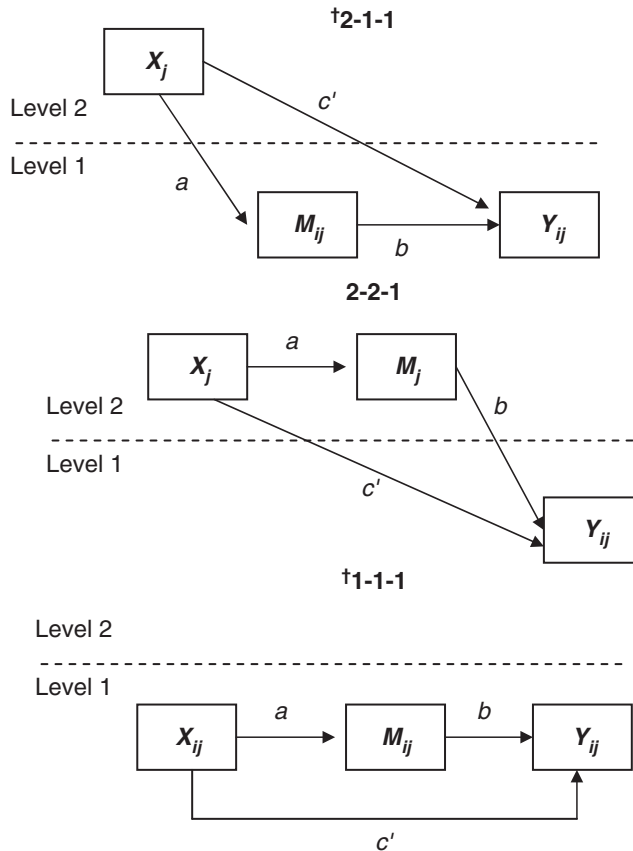 †2-1-1
X_j
c'
Level 2
Level 1
a
M_ij
b
Y_ij
2-2-1
X_j
a
M_j
b
Level 2
Level 1
c'
Y_ij
†1-1-1
Level 2
Level 1
X_ij
a
M_ij
b
Y_ij
c'